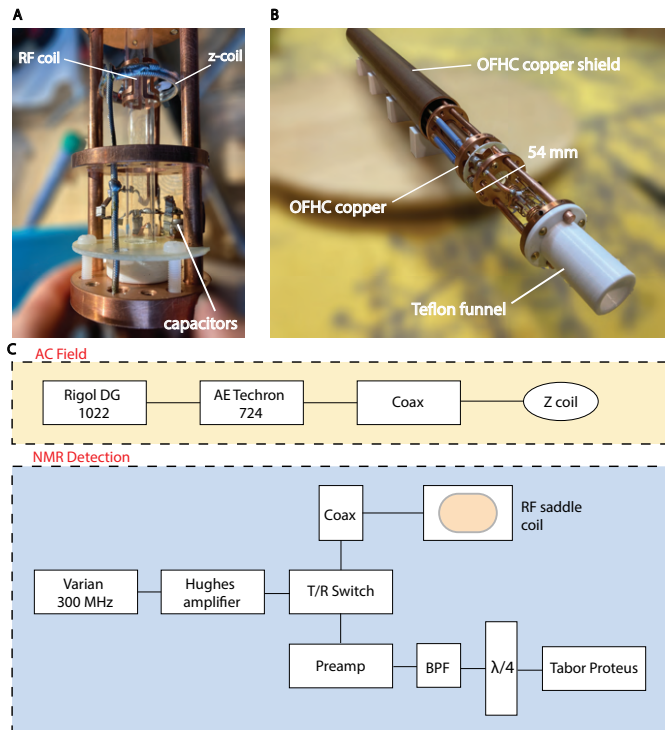 A
RF coil
z-coil
capacitors
B
OFHC copper shield
54 mm
OFHC copper
Teflon funnel
C
AC Field
Rigol DG
1022
AE Techron
724
Coax
Z coil
NMR Detection
Coax
RF saddle
coil
Varian
300 MHz
Hughes
amplifier
T/R Switch
Preamp
BPF
λ/4
Tabor Proteus